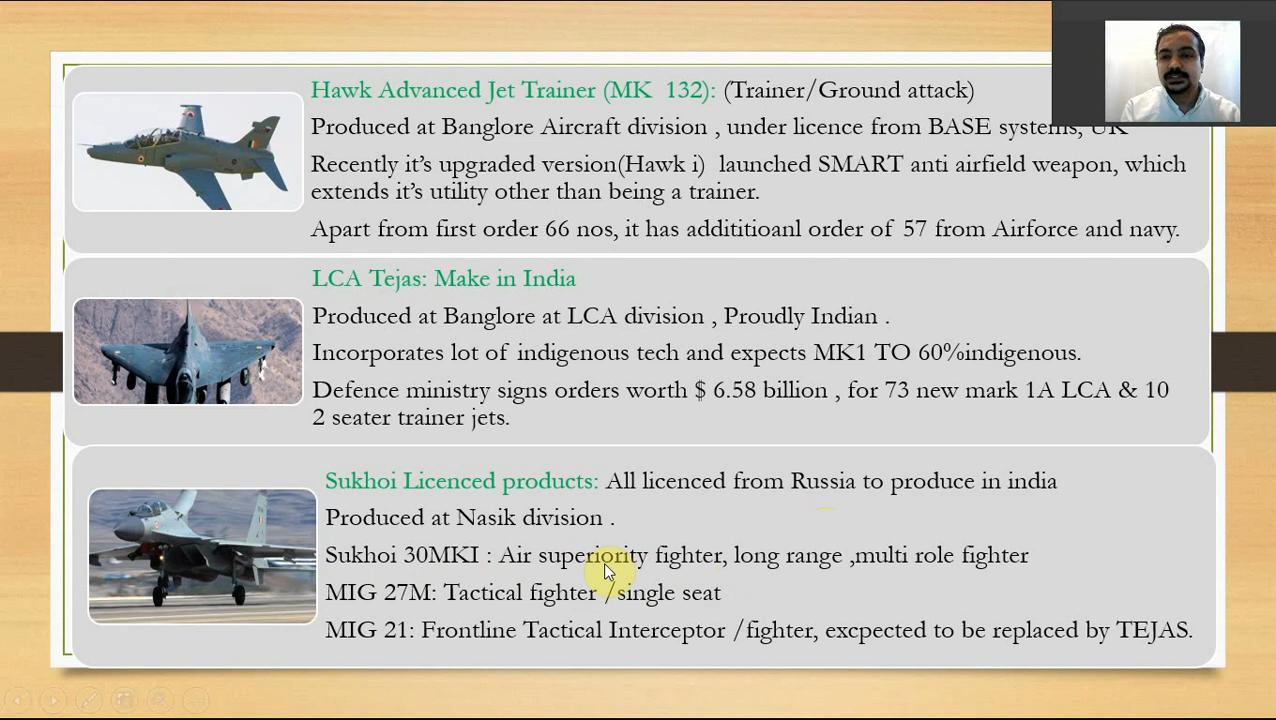 Hawk Advanced Jet Trainer (MK 132): (Trainer/Ground attack)
Produced at Banglore Aircraft division , under licence from BASE systems, UK
Recently it's upgraded version(Hawk i) launched SMART anti airfield weapon, which
extends it's utility other than being a trainer.
Apart from first order 66 nos, it has addititioanl order of 57 from Airforce and navy.
LCA Tejas: Make in India
Produced at Banglore at LCA division , Proudly Indian .
Incorporates lot of indigenous tech and expects MK1 TO 60%indigenous.
Defence ministry signs orders worth $ 6.58 billion , for 73 new mark 1A LCA & 10
2 seater trainer jets.
Sukhoi Licenced products: All licenced from Russia to produce in india
Produced at Nasik division .
Sukhoi 30MKI : Air superiority fighter, long range ,multi role fighter
MIG 27M: Tactical fighter /single seat
MIG 21: Frontline Tactical Interceptor /fighter, excpected to be replaced by TEJAS.